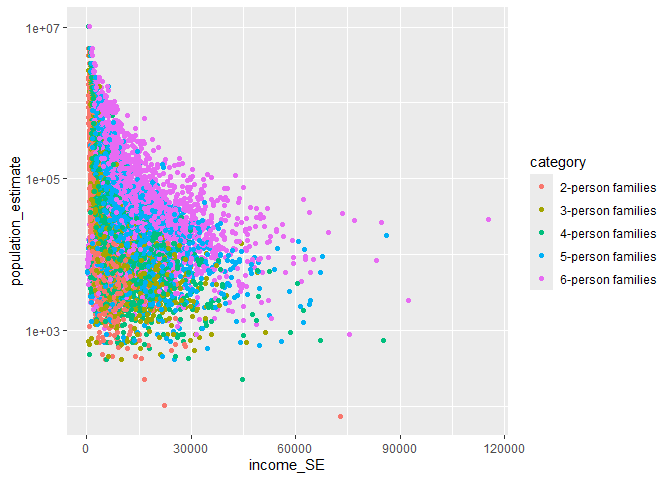 1e+07
1e+05
1e+03
population_estimate
0
30000
60000
90000
120000
income_SE
category
2-person families
3-person families
4-person families
5-person families
6-person families